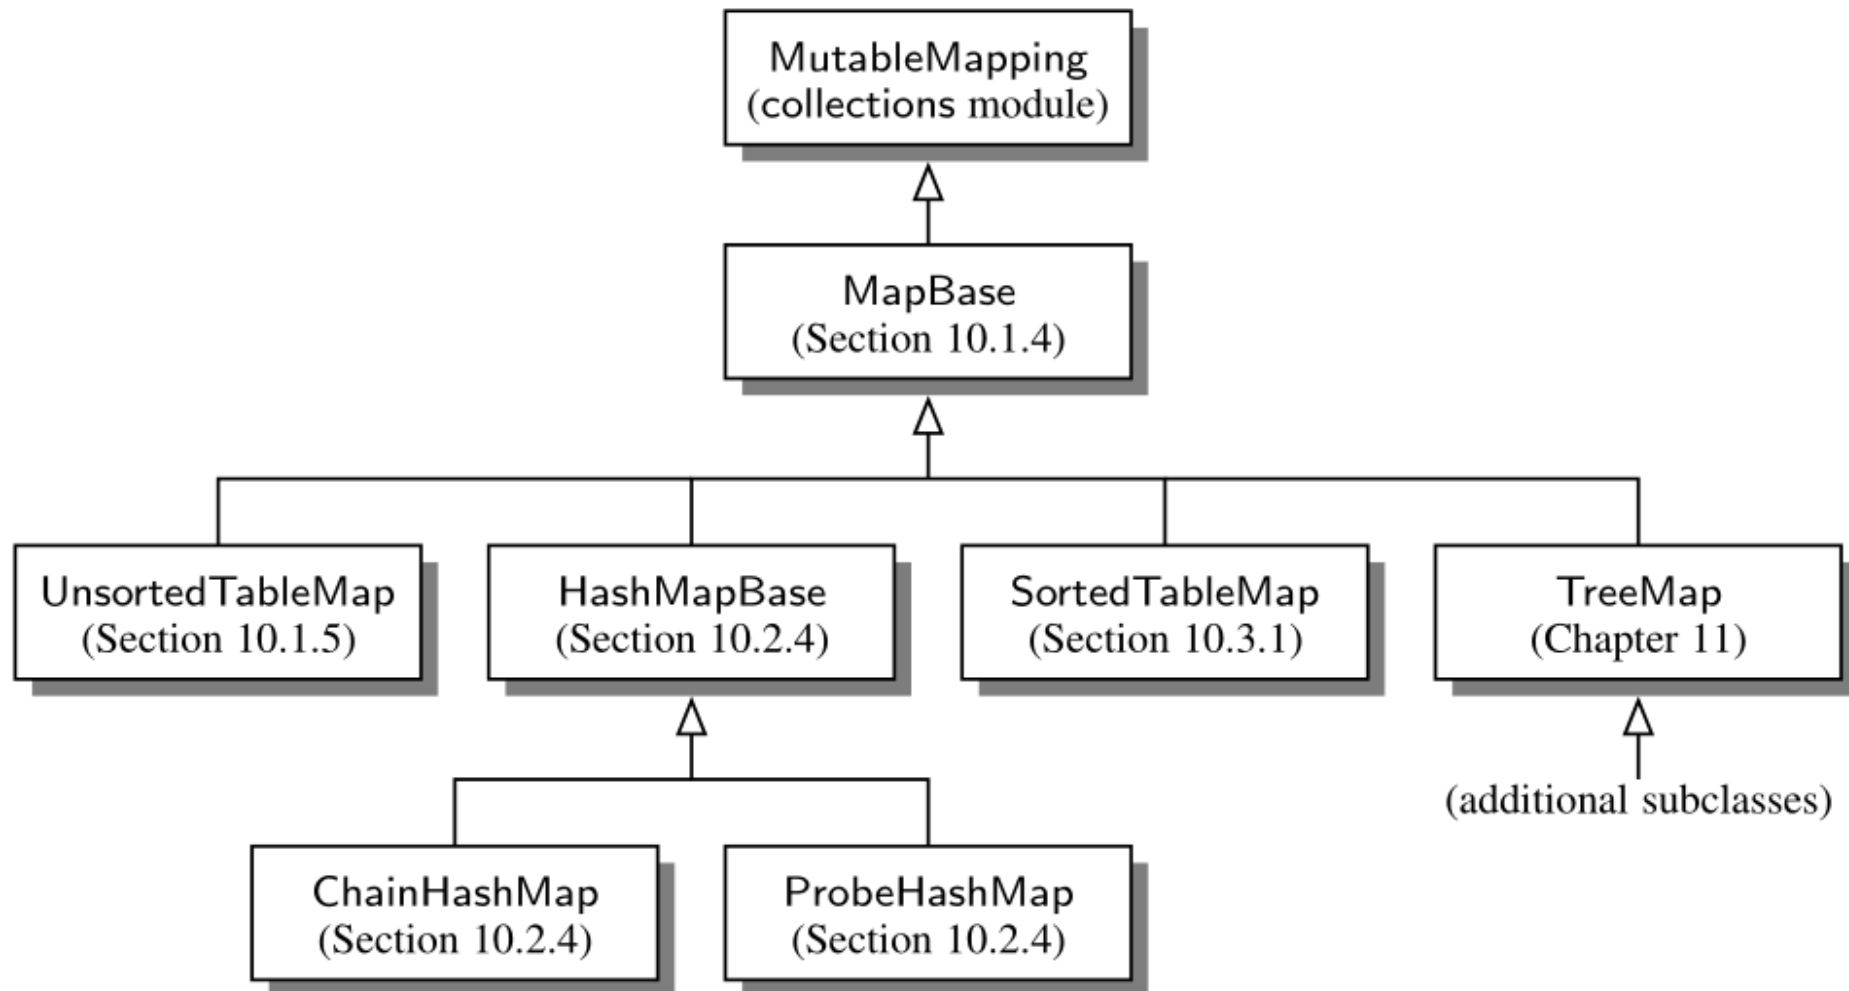 MutableMapping
(collections module)
MapBase
(Section 10.1.4)
UnsortedTableMap
(Section 10.1.5)
HashMapBase
(Section 10.2.4)
SortedTableMap
(Section 10.3.1)
TreeMap
(Chapter 11)
(additional subclasses)
ChainHashMap
(Section 10.2.4)
ProbeHashMap
(Section 10.2.4)